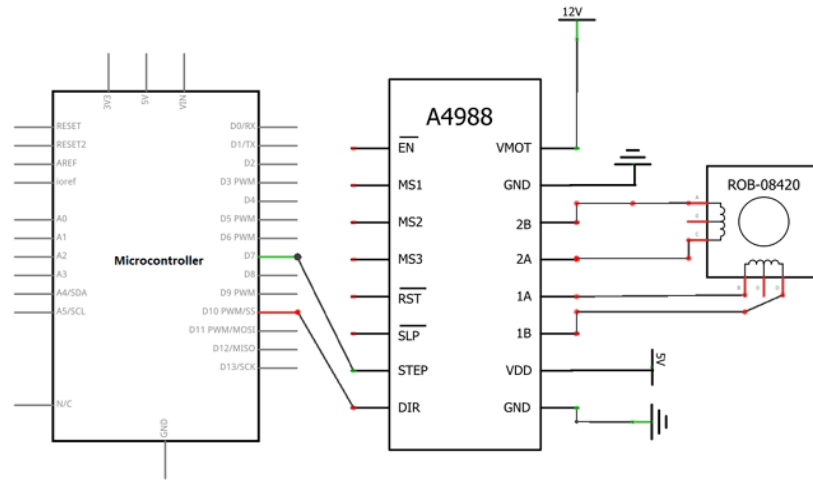 12V
3V3
5V
VIN
RESET
RESET2
AREF
ioref
A0
A1
A2
A3
A4/SDA
A5/SCL
N/C
Microcontroller
D0/RX
D1/TX
D2
D3 PWM
D4
D5 PWM
D6 PWM
D7
D8
D9 PWM
D10 PWM/SS
D11 PWM/MOSI
D12/MISO
D13/SCK
GND
A4988
EN
MS1
MS2
MS3
RST
SLP
STEP
DIR
VMOT
GND
2B
2A
1A
1B
VDD
GND
5V
ROB-08420
A
C
B
D